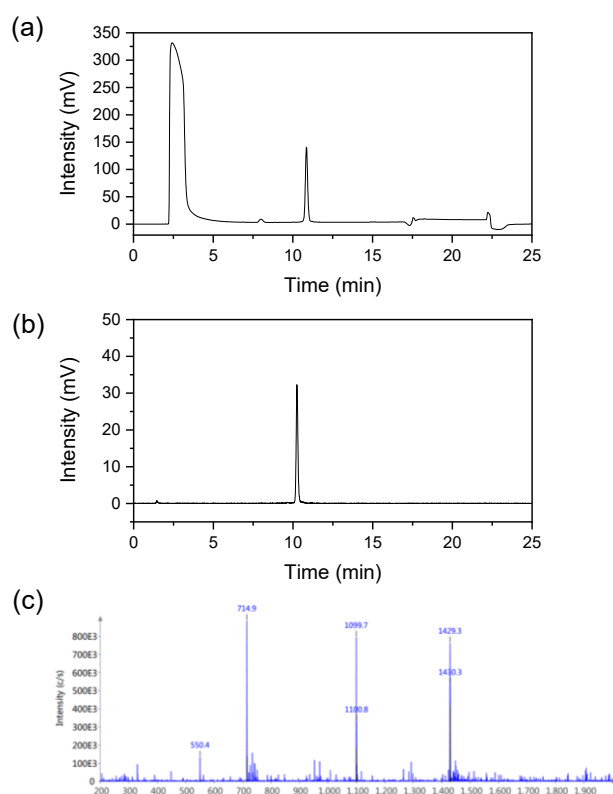 (a)
350
300
250
200
150
100
50
0
Intensity (mV)
0 5 10 15 20 25
Time (min)
(b)
50
40
30
20
10
0
Intensity (mV)
0 5 10 15 20 25
Time (min)
(c)
714.9
1099.7
1429.3
800E3
700E3
1430.3
600E3
500E3
400E3
1100.8
300E3
200E3
550.4
100E3
0
Intensity (c/s)
200 300 400 500 600 700 800 900 1.000 1.100 1.200 1.300 1.400 1.500 1.600 1.700 1.800 1.900